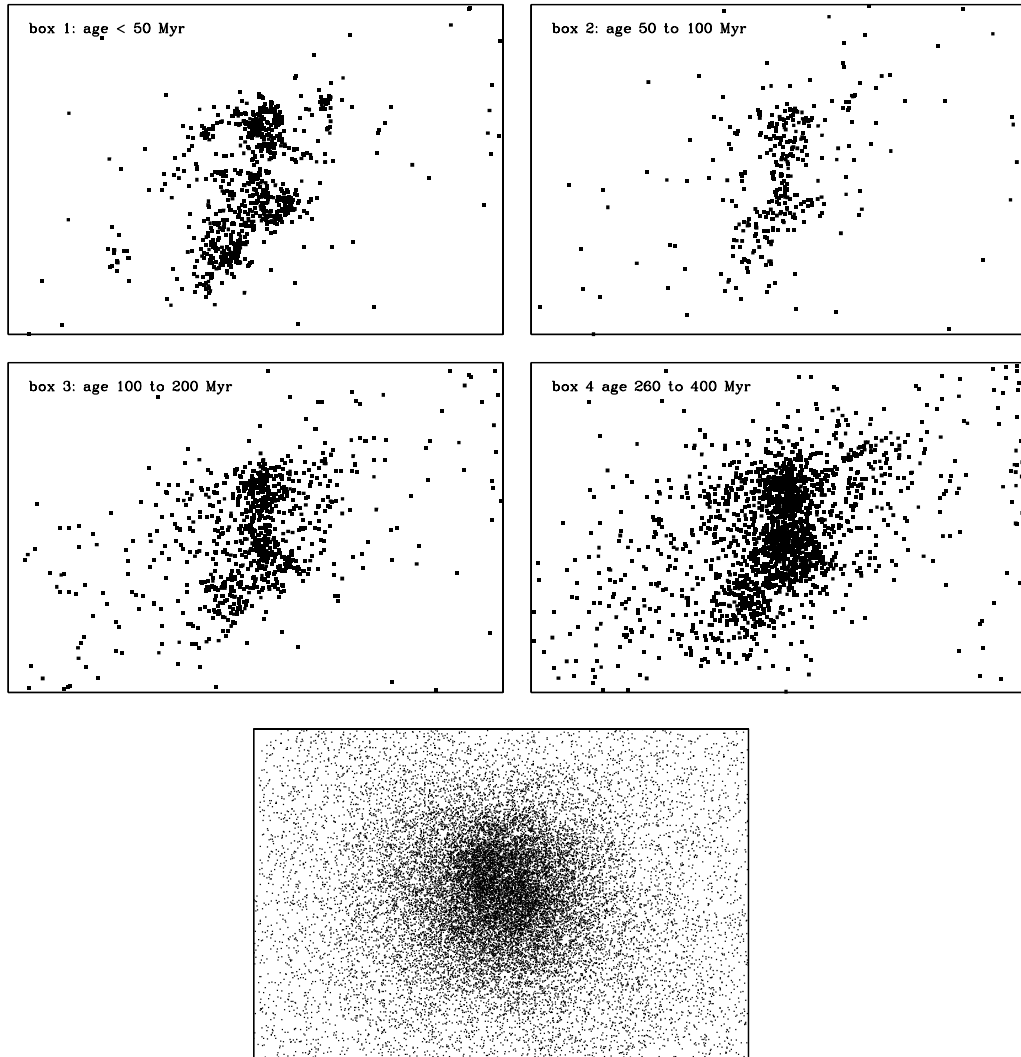 box 1: age < 50 Myr
box 2: age 50 to 100 Myr
box 3: age 100 to 200 Myr
box 4 age 260 to 400 Myr